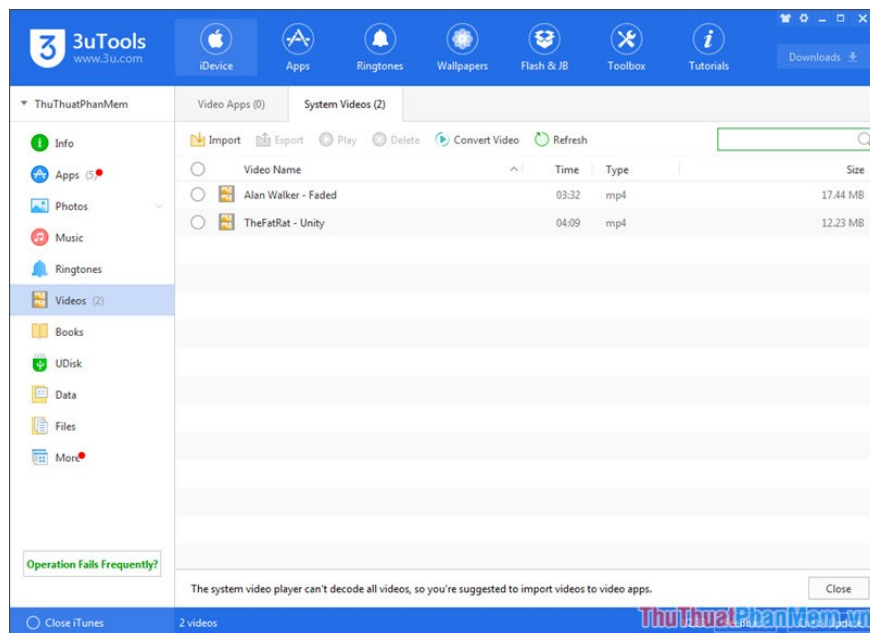 3uTools
www.3u.com
iDevice
Apps
Ringtones
Wallpapers
Flash & JB
Toolbox
Tutorials
Downloads
ThuThuatPhanMem
Video Apps (0)
System Videos (2)
Info
Apps (5)
Photos
Music
Ringtones
Videos (2)
Books
UDisk
Data
Files
More
Import
Export
Play
Delete
Convert Video
Refresh
Video Name
Time
Type
Size
Alan Walker - Faded
03:32
mp4
17.44 MB
TheFatRat - Unity
04:09
mp4
12.23 MB
Operation Fails Frequently?
The system video player can't decode all videos, so you're suggested to import videos to video apps.
Close
Close iTunes
2 videos
ThuThuatPhanMem.vn